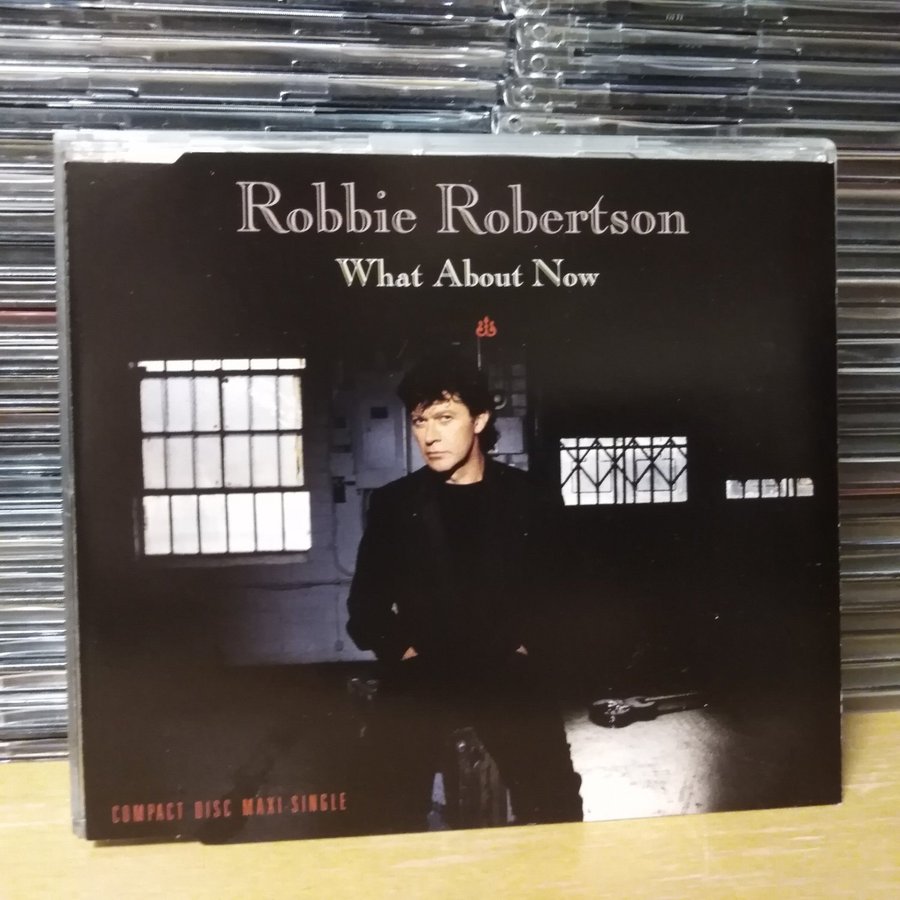 Robbie Robertson
What About Now
COMPACT DISC MAXI-SINGLE